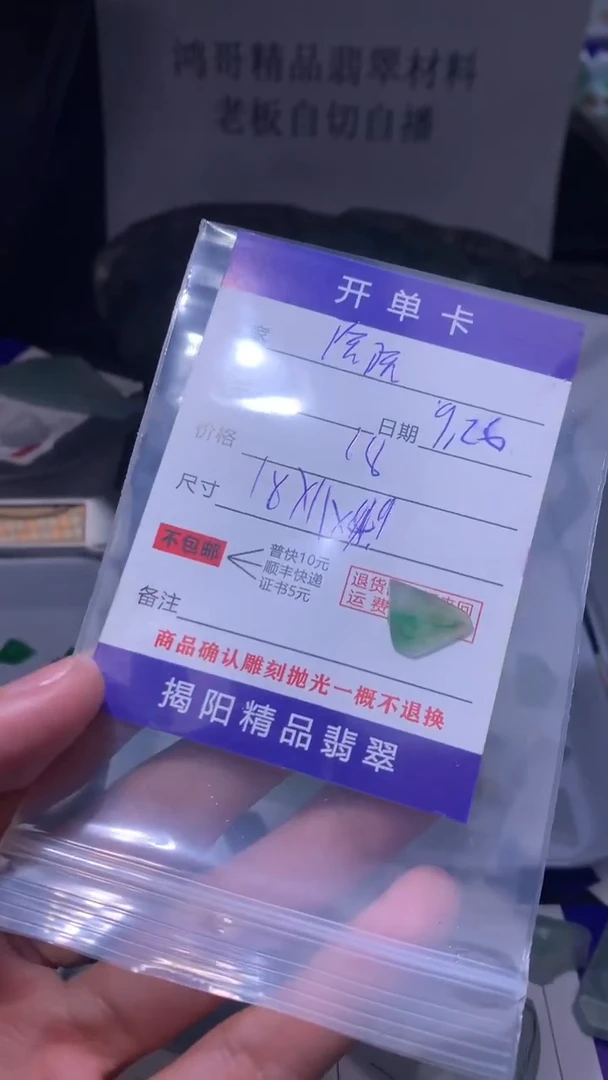 鸿哥精品翡翠材料
老板自切自播
开单卡
日期 9,26
价格 18
尺寸
不包邮
普快10元
顺丰快递
证书5元
退货
运费
备注
商品确认雕刻抛光一概不退换
揭阳精品翡翠